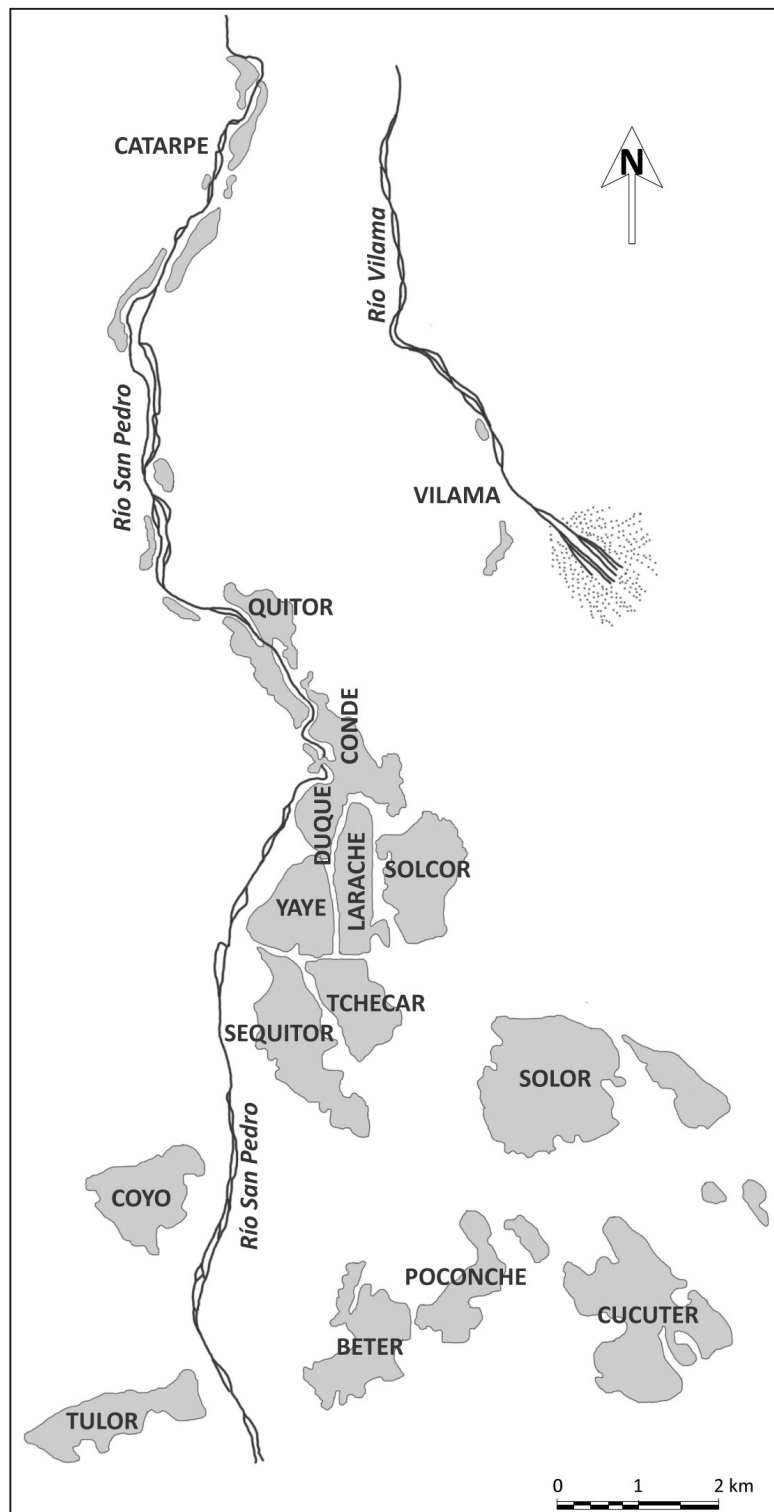 CATARPE
N
Río Vilama
Río San Pedro
VILAMA
QUITOR
CONDE
DUQUE
LARACHE
SOLCOR
YAYE
TCHECAR
SEQUITOR
SOLOR
COYO
Río San Pedro
POCONCHE
CUCUTER
BETER
TULOR
0 1 2 km